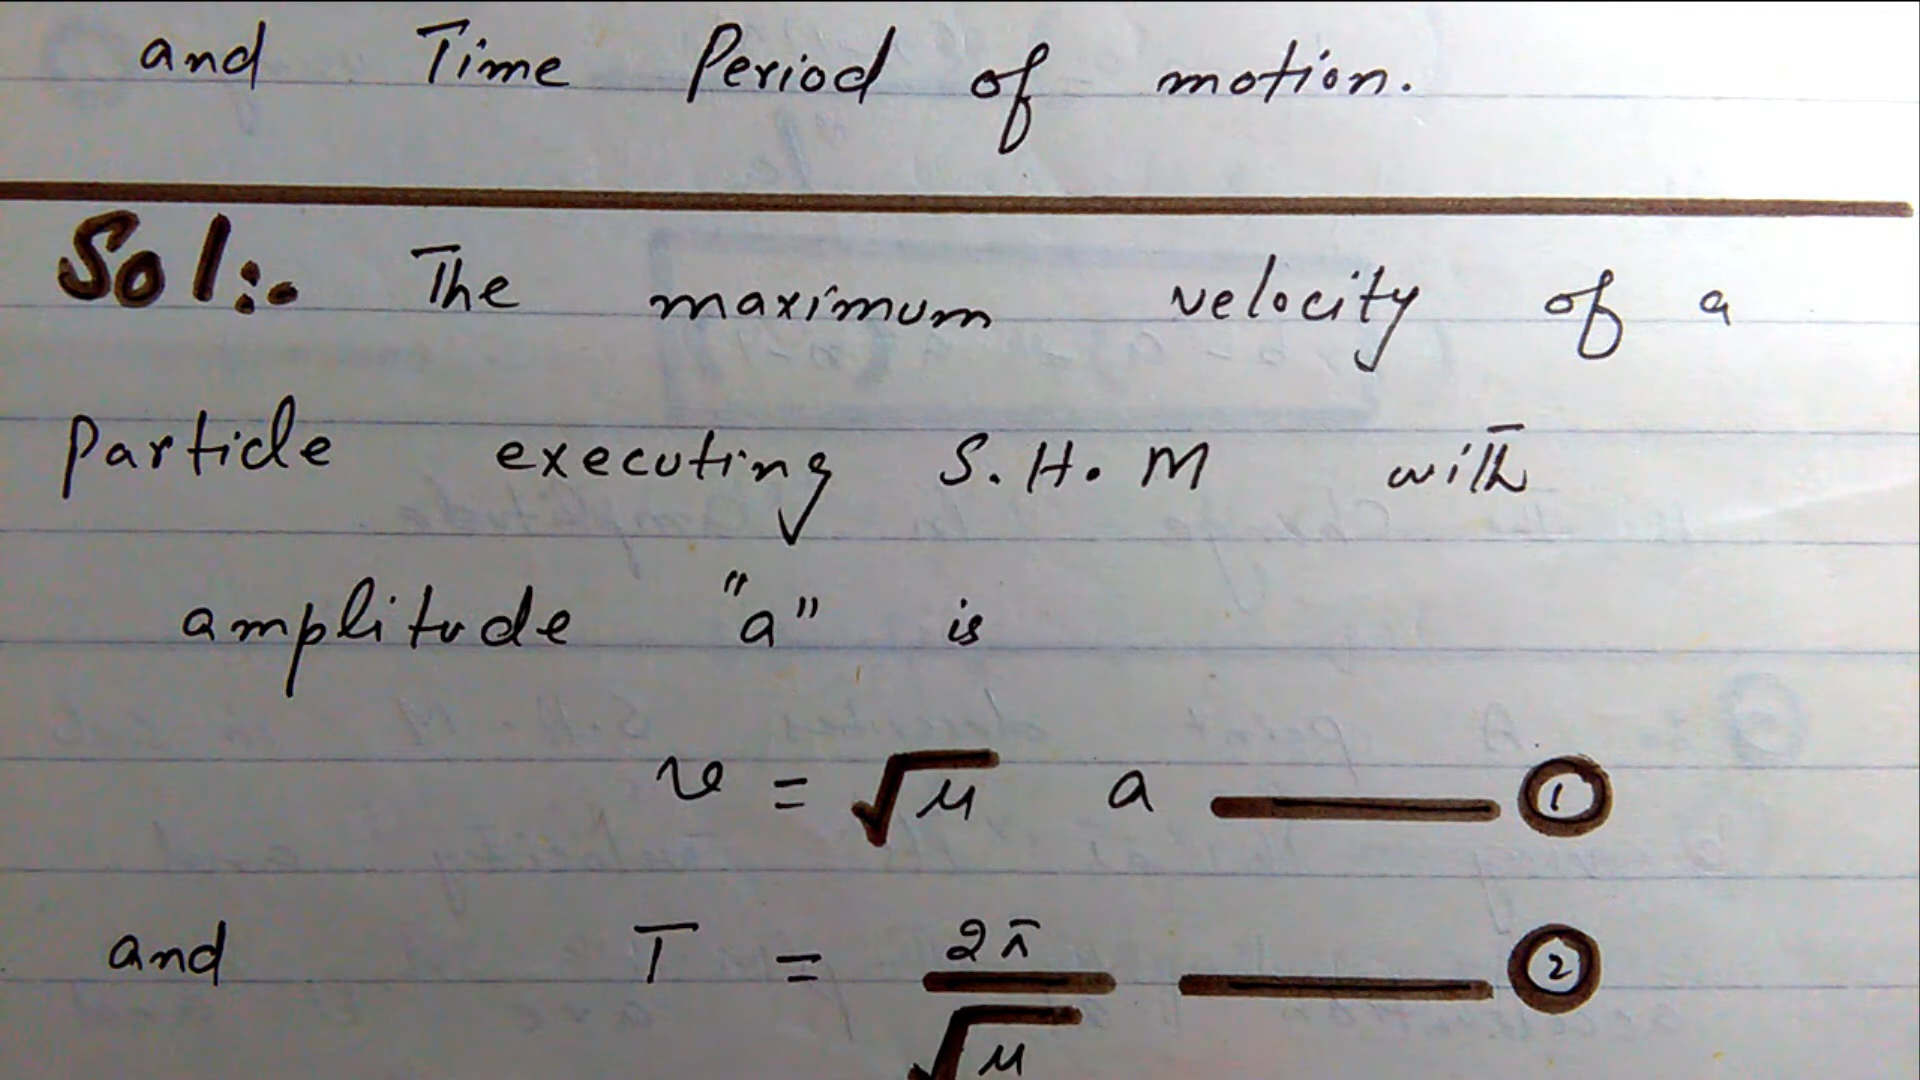 and Time Period of motion.
Sol:- The maximum velocity of a
particle executing S.H.M with
amplitude "a" is
v = √μ a ——— ①
and T = 2π / √μ ——— ②